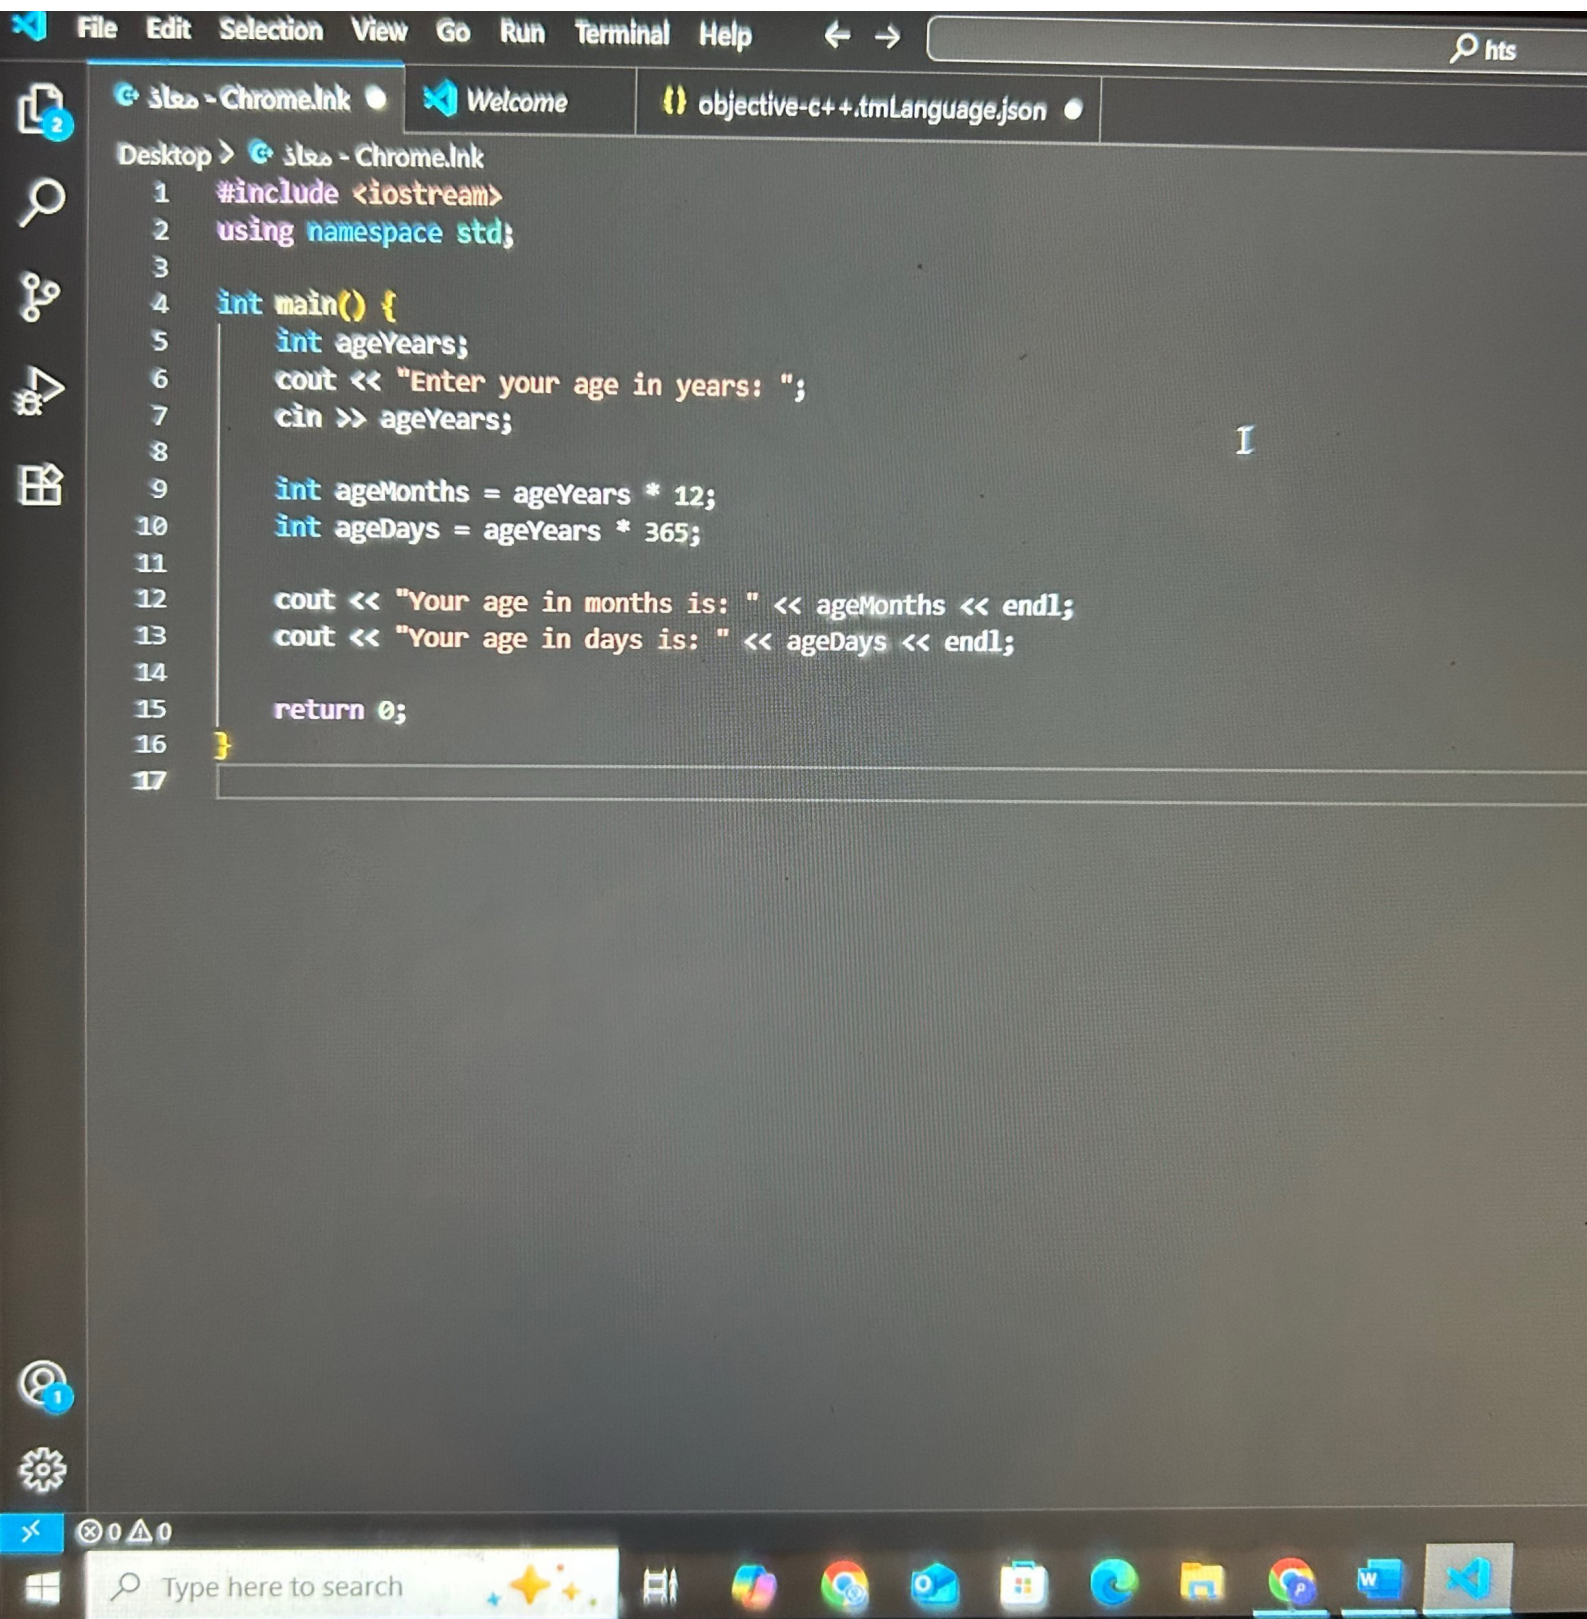 File Edit Selection View Go Run Terminal Help hts
معاذ - Chrome.lnk Welcome {} objective-c++.tmLanguage.json
2
Desktop > معاذ - Chrome.lnk
1 #include <iostream>
2 using namespace std;
3
4 int main() {
5 int ageYears;
6 cout << "Enter your age in years: ";
7 cin >> ageYears;
8
9 int ageMonths = ageYears * 12;
10 int ageDays = ageYears * 365;
11
12 cout << "Your age in months is: " << ageMonths << endl;
13 cout << "Your age in days is: " << ageDays << endl;
14
15 return 0;
16 }
17
1
0 0
Type here to search